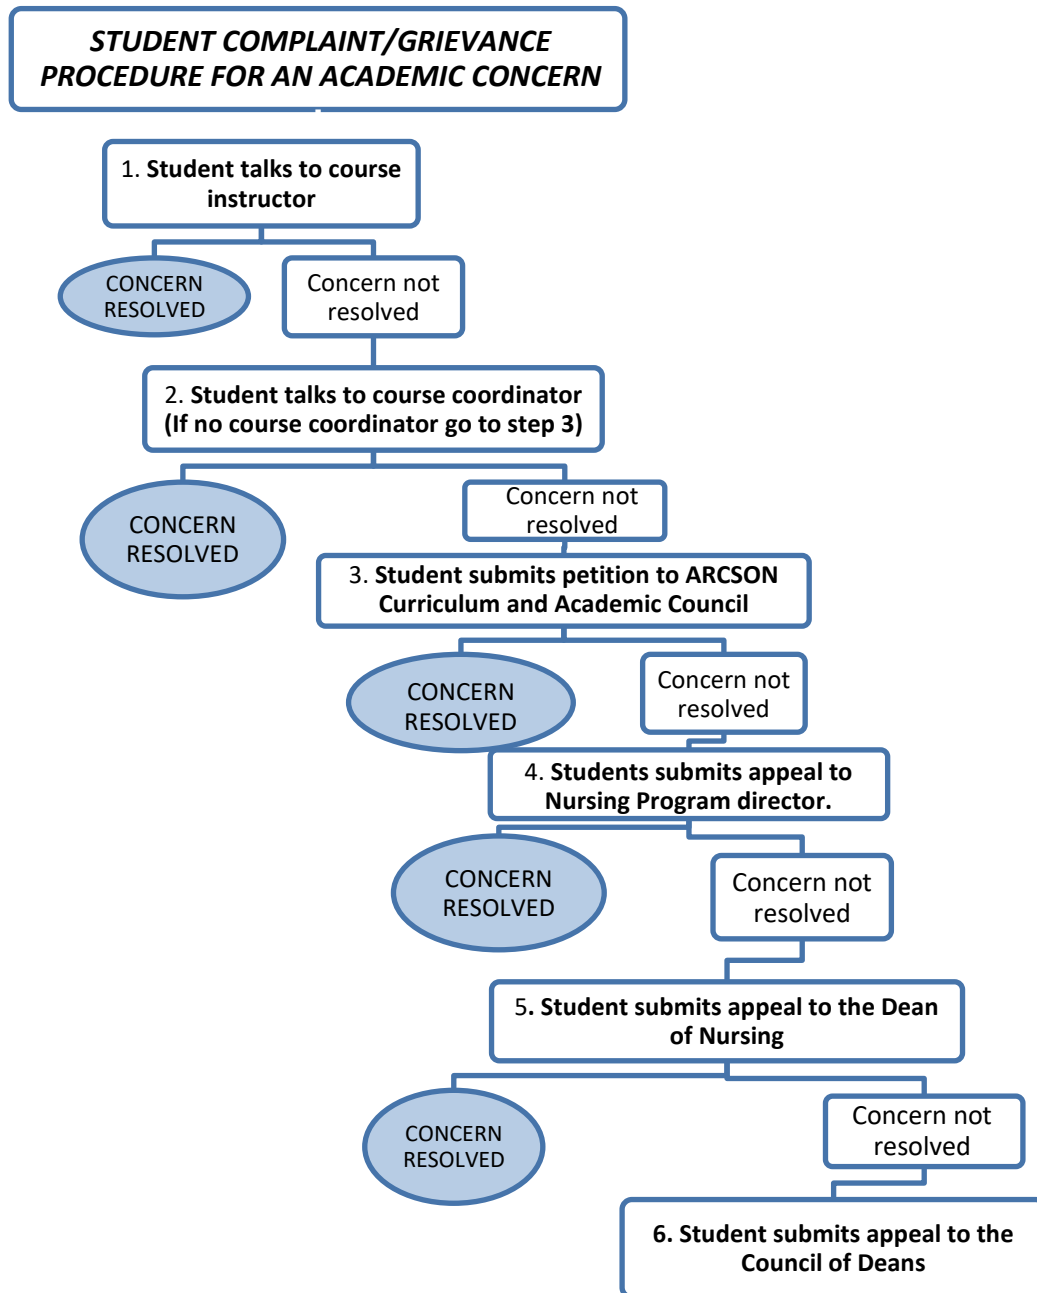 STUDENT COMPLAINT/GRIEVANCE
PROCEDURE FOR AN ACADEMIC CONCERN
1. Student talks to course
instructor
CONCERN
RESOLVED
Concern not
resolved
2. Student talks to course coordinator
(If no course coordinator go to step 3)
CONCERN
RESOLVED
Concern not
resolved
3. Student submits petition to ARCSON
Curriculum and Academic Council
CONCERN
RESOLVED
Concern not
resolved
4. Students submits appeal to
Nursing Program director.
CONCERN
RESOLVED
Concern not
resolved
5. Student submits appeal to the Dean
of Nursing
CONCERN
RESOLVED
Concern not
resolved
6. Student submits appeal to the
Council of Deans